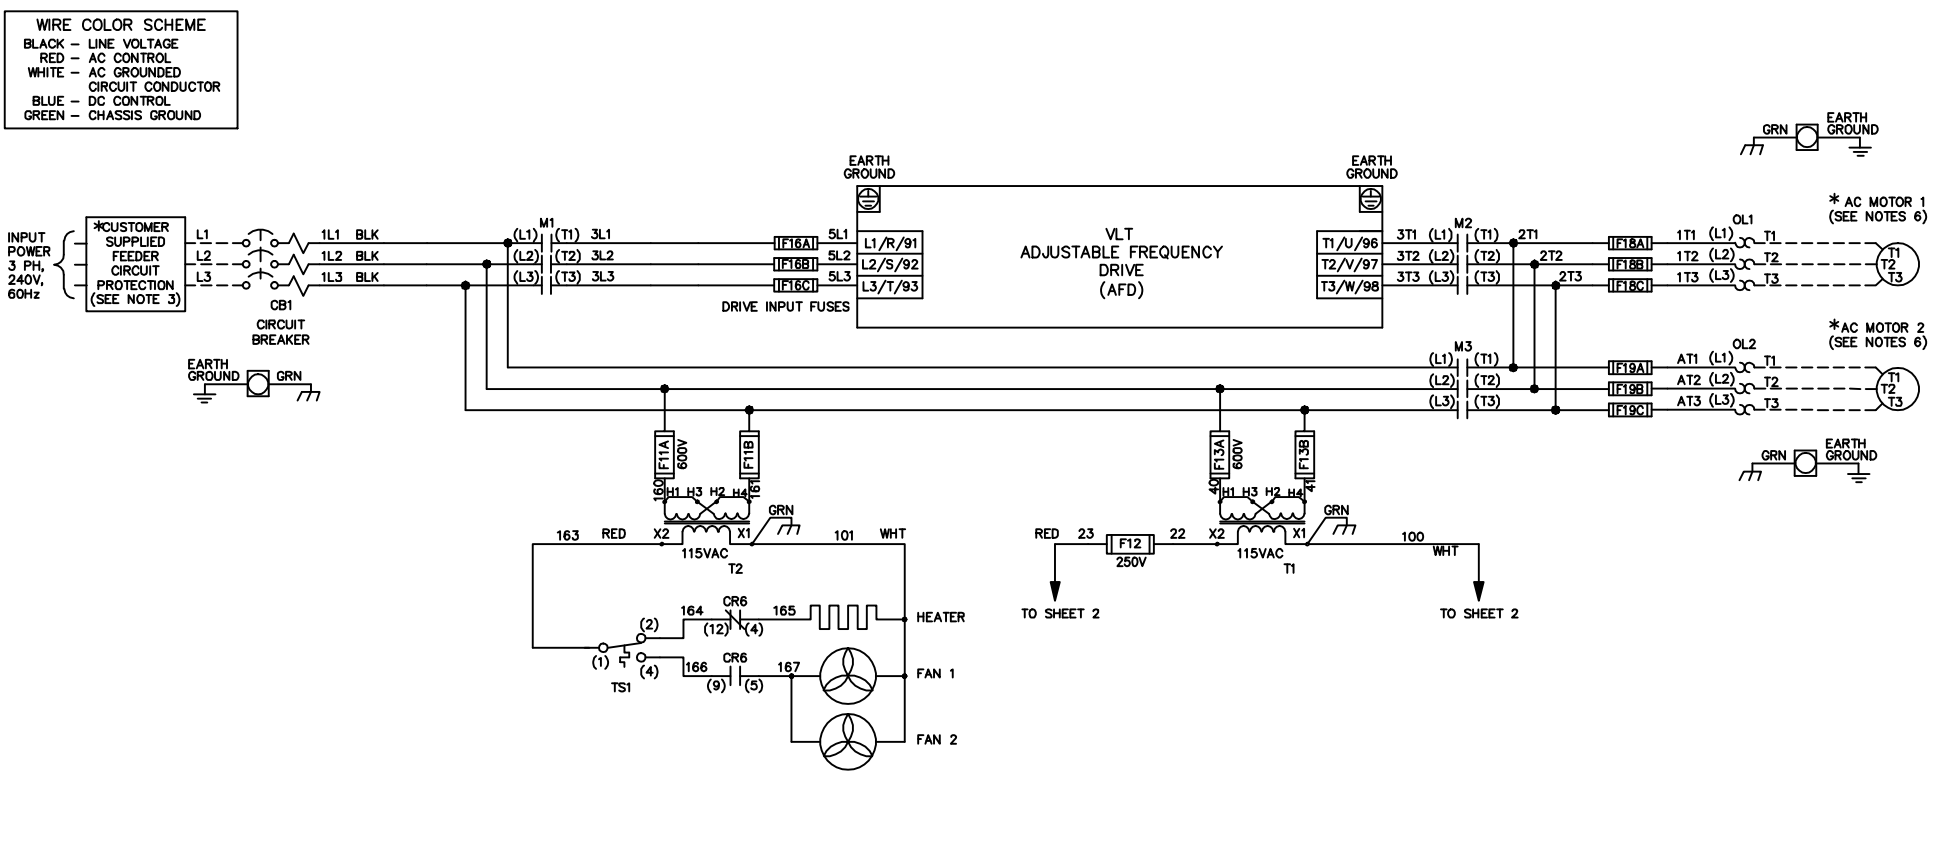 WIRE COLOR SCHEME
BLACK – LINE VOLTAGE
RED – AC CONTROL
WHITE – AC GROUNDED
CIRCUIT CONDUCTOR
BLUE – DC CONTROL
GREEN – CHASSIS GROUND
INPUT
POWER
3 PH,
240V,
60Hz
*CUSTOMER
SUPPLIED
FEEDER
CIRCUIT
PROTECTION
(SEE NOTE 3)
L1
L2
L3
CB1
CIRCUIT
BREAKER
1L1 BLK
1L2 BLK
1L3 BLK
EARTH
GROUND
GRN
M1
(L1) (T1) 3L1
(L2) (T2) 3L2
(L3) (T3) 3L3
F16A
F16B
F16C
5L1
5L2
5L3
DRIVE INPUT FUSES
EARTH
GROUND
L1/R/91
L2/S/92
L3/T/93
VLT
ADJUSTABLE FREQUENCY
DRIVE
(AFD)
EARTH
GROUND
T1/U/96
T2/V/97
T3/W/98
3T1 (L1)
3T2 (L2)
3T3 (L3)
M2
(T1) 2T1
(T2) 2T2
(T3) 2T3
F18A
F18B
F18C
1T1 (L1)
1T2 (L2)
1T3 (L3)
OL1
T1
T2
T3
GRN
EARTH
GROUND
* AC MOTOR 1
(SEE NOTES 6)
T1
T2
T3
M3
(L1) (T1)
(L2) (T2)
(L3) (T3)
F19A
F19B
F19C
AT1 (L1)
AT2 (L2)
AT3 (L3)
OL2
T1
T2
T3
*AC MOTOR 2
(SEE NOTES 6)
T1
T2
T3
GRN
EARTH
GROUND
F11A
600V
F11B
160
161
H1 H3 H2 H4
GRN
163 RED X2
X1
101 WHT
115VAC
T2
F13A
600V
F13B
40
41
H1 H3 H2 H4
GRN
RED 23
F12
250V
22 X2
X1
115VAC
T1
100
WHT
TO SHEET 2
TO SHEET 2
164 CR6 165
(12) (4)
HEATER
(2)
(1)
(4)
TS1
166 CR6 167
(9) (5)
FAN 1
FAN 2